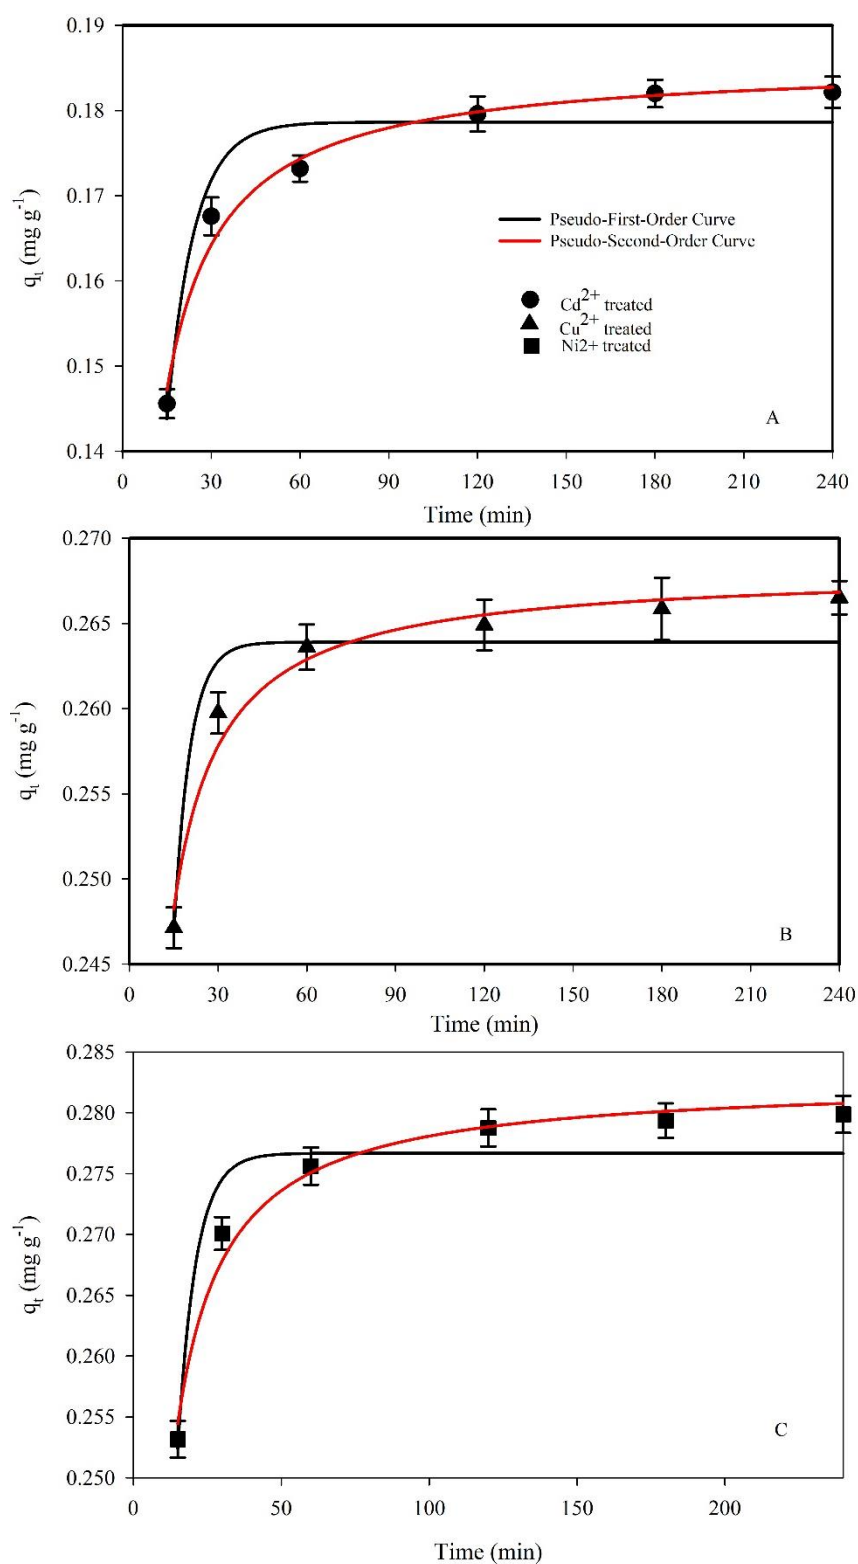 0.19
0.18
0.17
0.16
0.15
0.14
qt (mg g-1)
Pseudo-First-Order Curve
Pseudo-Second-Order Curve
Cd2+ treated
Cu2+ treated
Ni2+ treated
A
0 30 60 90 120 150 180 210 240
Time (min)
0.270
0.265
0.260
0.255
0.250
0.245
qt (mg g-1)
B
0 30 60 90 120 150 180 210 240
Time (min)
0.285
0.280
0.275
0.270
0.265
0.260
0.255
0.250
qt (mg g-1)
C
0 50 100 150 200
Time (min)